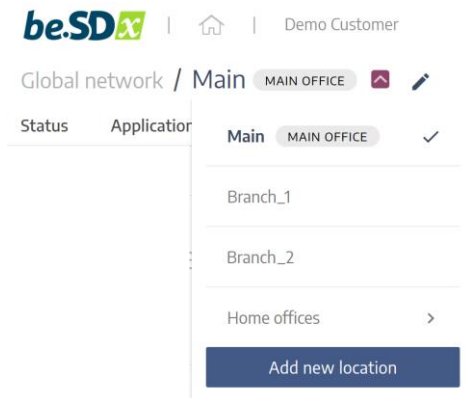 be.SDx
Demo Customer
Global network / Main MAIN OFFICE
Status Application
Main MAIN OFFICE
Branch_1
Branch_2
Home offices
Add new location